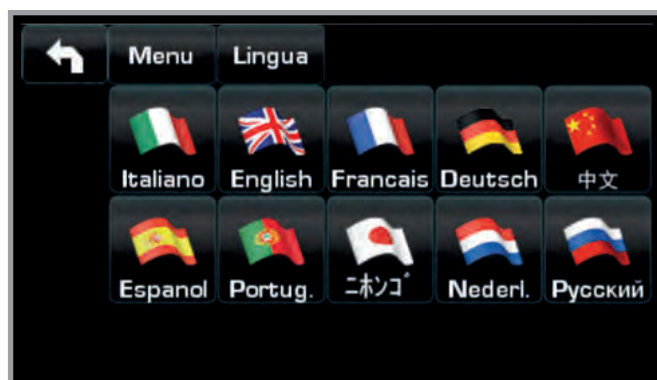 Menu Lingua
Italiano English Francais Deutsch 中文
Espanol Portug. ニホンゴ Nederl. Русский